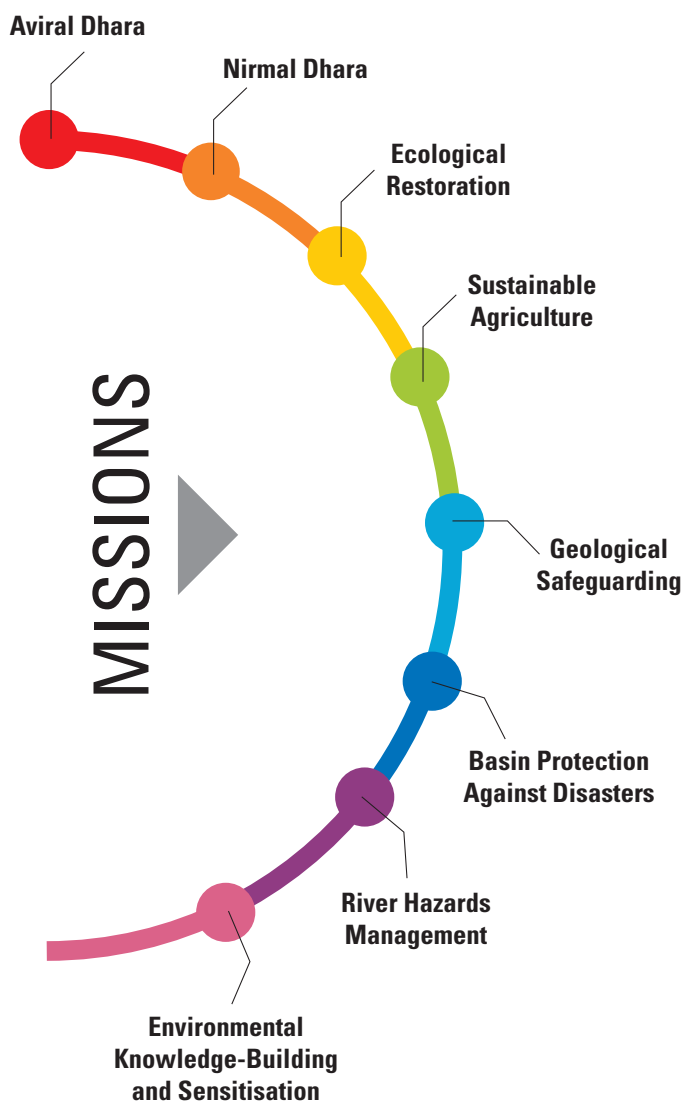 Aviral Dhara
Nirmal Dhara
Ecological
Restoration
Sustainable
Agriculture
MISSIONS
Geological
Safeguarding
Basin Protection
Against Disasters
River Hazards
Management
Environmental
Knowledge-Building
and Sensitisation